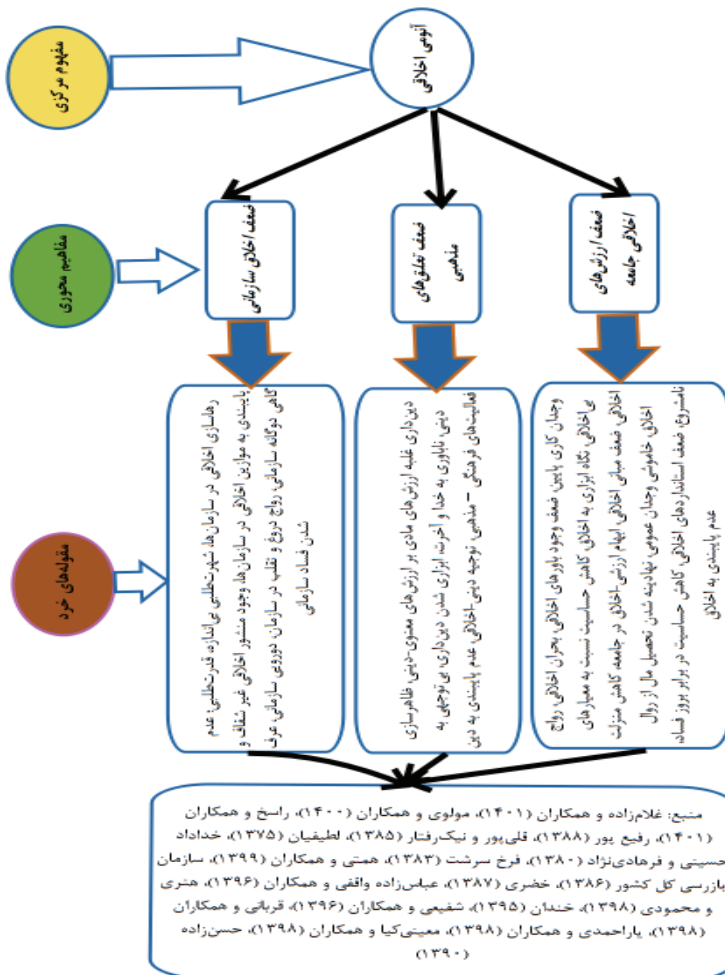 مفهوم مرکزی
آنومی اخلاقی
مفاهیم محوری
ضعف ارزش‌های
اخلاقی جامعه
ضعف تعلق‌های
مذهبی
ضعف اخلاق سازمانی
مقوله‌های خرد
وجدان کاری پایین، ضعف وجود باورهای اخلاقی، بحران اخلاقی، رواج
بی‌اخلاقی، نگاه ابزاری به اخلاق، کاهش حساسیت نسبت به معیارهای
اخلاقی، ضعف مبانی اخلاقی، ابهام ارزشی-اخلاق در جامعه، کاهش منزلت
اخلاق، خاموشی وجدان عمومی، نهادینه شدن تحصیل مال از روال
نامشروع، ضعف استانداردهای اخلاقی، کاهش حساسیت در برابر بروز فساد،
عدم پایبندی به اخلاق
دین‌داری غلبه ارزش‌های مادی بر ارزش‌های معنوی-دینی، ظاهرسازی
دینی، ناباوری به خدا و آخرت، ابزاری شدن دین‌داری، بی‌توجهی به
فعالیت‌های فرهنگی – مذهبی، توجیه دینی-اخلاقی، عدم پایبندی به دین
رهاسازی اخلاقی در سازمان‌ها، شهرت‌طلبی بی‌اندازه، قدرت‌طلبی، عدم
پایبندی به موازین اخلاقی در سازمان‌ها، وجود منشور اخلاقی غیر شفاف و
گاهی دوگانه سازمانی، رواج دروغ و تقلب در سازمان، دورویی سازمانی، عرف
شدن فساد سازمانی
منبع: غلام‌زاده و همکاران (۱۴۰۱)، مولوی و همکاران (۱۴۰۰)، راسخ و همکاران
(۱۴۰۱)، رفیع پور (۱۳۸۸)، قلی‌پور و نیک‌رفتار (۱۳۸۵)، لطیفیان (۱۳۷۵)، خداداد
حسینی و فرهادی‌نژاد (۱۳۸۰)، فرخ سرشت (۱۳۸۳)، همتی و همکاران (۱۳۹۹)، سازمان
بازرسی کل کشور (۱۳۸۶)، خضری (۱۳۸۷)، عباس‌زاده واقفی و همکاران (۱۳۹۶)، هنری
و محمودی (۱۳۹۸)، خندان (۱۳۹۵)، شفیعی و همکاران (۱۳۹۶)، قربانی و همکاران
(۱۳۹۸)، یاراحمدی و همکاران (۱۳۹۸)، معینی‌کیا و همکاران (۱۳۹۸)، حسن‌زاده
(۱۳۹۰)